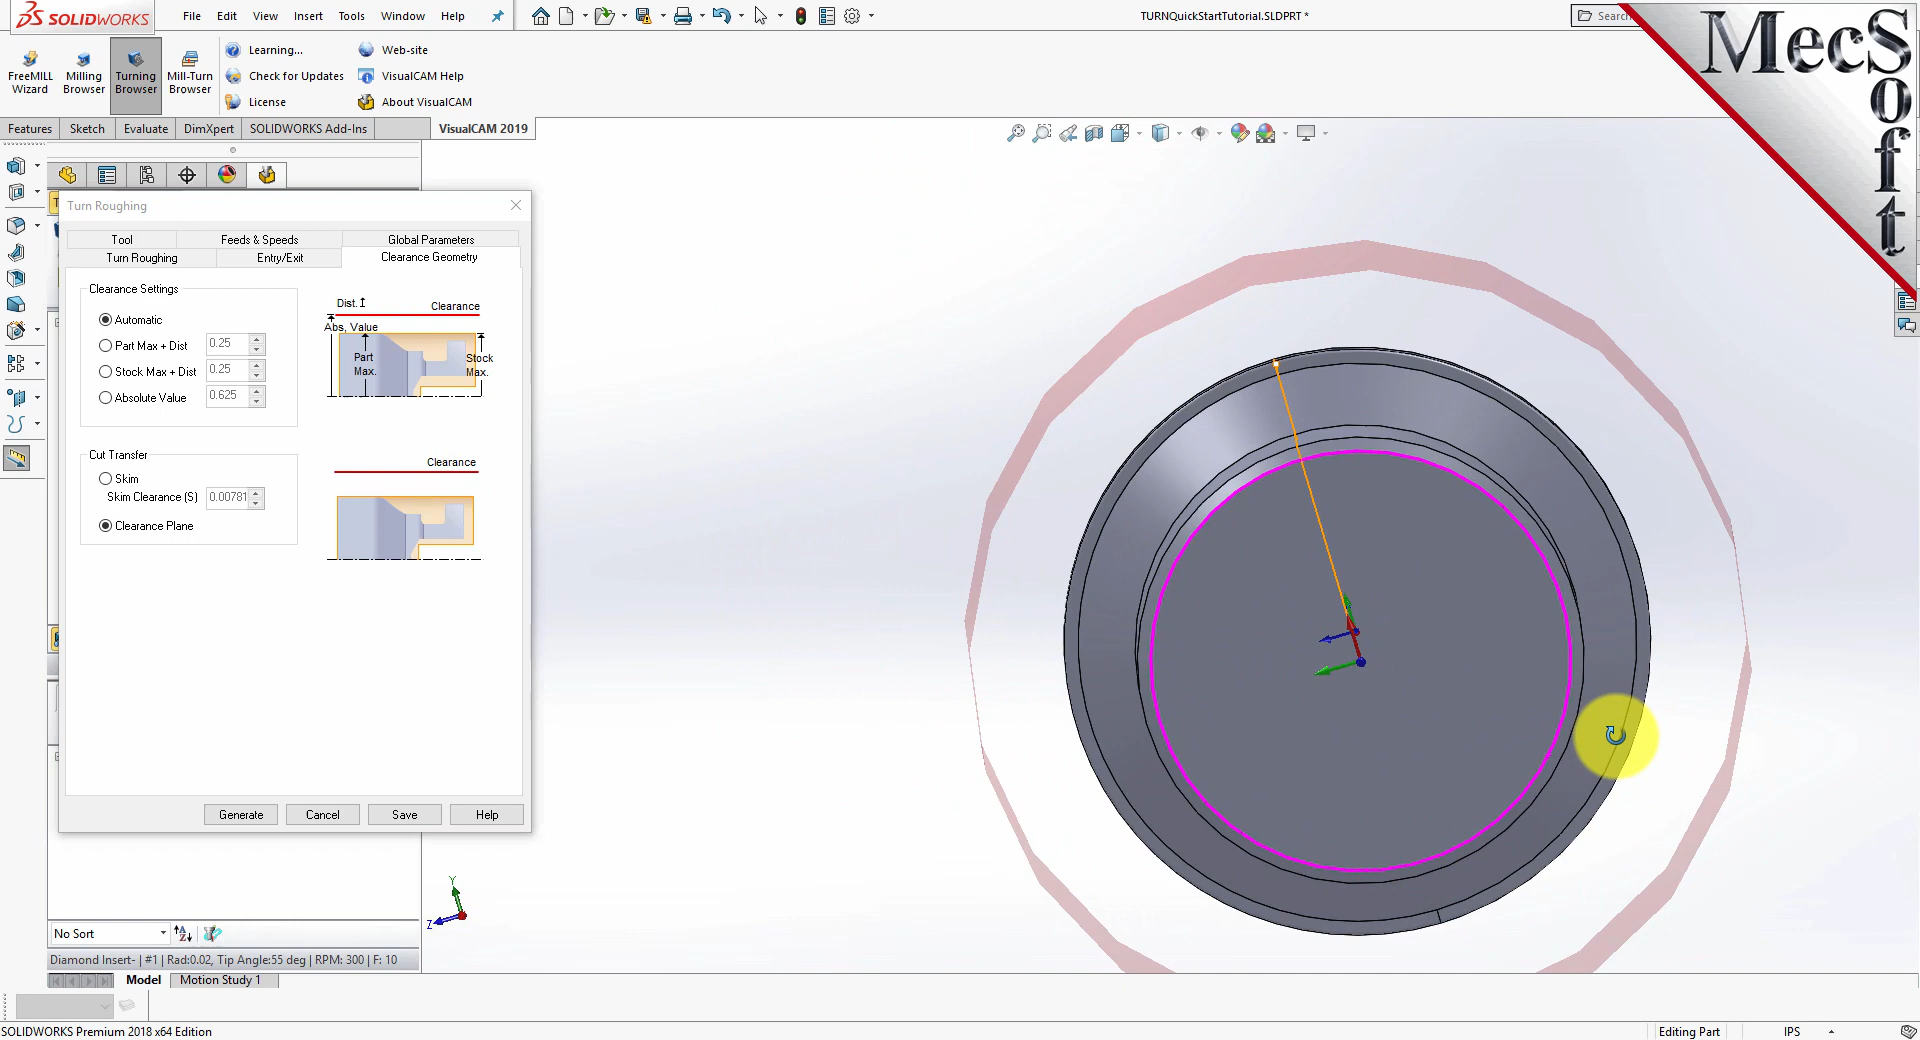 SOLIDWORKS
File Edit View Insert Tools Window Help
TURNQuickStartTutorial.SLDPRT *
Search
MecSoft
FreeMILL Wizard
Milling Browser
Turning Browser
Mill-Turn Browser
Learning...
Check for Updates
License
Web-site
VisualCAM Help
About VisualCAM
Features Sketch Evaluate DimXpert SOLIDWORKS Add-Ins VisualCAM 2019
Turn Roughing
Tool Feeds & Speeds Global Parameters
Turn Roughing Entry/Exit Clearance Geometry
Clearance Settings
Automatic
Part Max + Dist 0.25
Stock Max + Dist 0.25
Absolute Value 0.625
Dist. Clearance
Abs, Value
Part Max.
Stock Max.
Cut Transfer
Skim
Skim Clearance (S) 0.00781
Clearance Plane
Clearance
Generate Cancel Save Help
Y
Z
No Sort
Diamond Insert- | #1 | Rad:0.02, Tip Angle:55 deg | RPM: 300 | F: 10
Model Motion Study 1
SOLIDWORKS Premium 2018 x64 Edition
Editing Part IPS